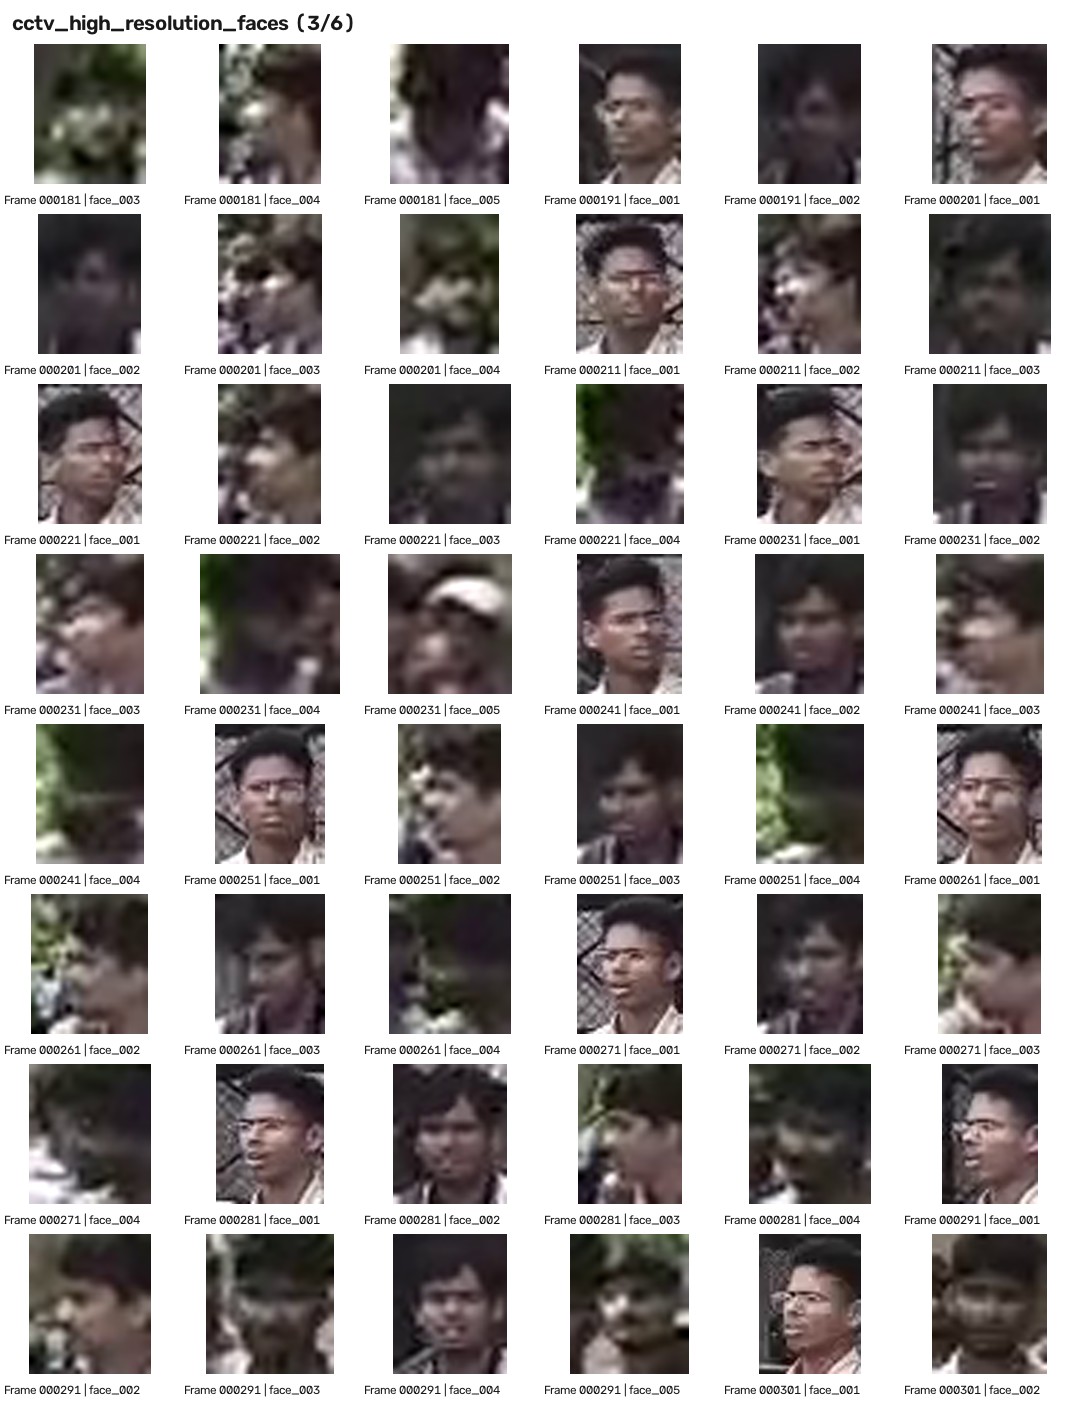 cctv_high_resolution_faces (3/6)
Frame 000181 | face_003
Frame 000181 | face_004
Frame 000181 | face_005
Frame 000191 | face_001
Frame 000191 | face_002
Frame 000201 | face_001
Frame 000201 | face_002
Frame 000201 | face_003
Frame 000201 | face_004
Frame 000211 | face_001
Frame 000211 | face_002
Frame 000211 | face_003
Frame 000221 | face_001
Frame 000221 | face_002
Frame 000221 | face_003
Frame 000221 | face_004
Frame 000231 | face_001
Frame 000231 | face_002
Frame 000231 | face_003
Frame 000231 | face_004
Frame 000231 | face_005
Frame 000241 | face_001
Frame 000241 | face_002
Frame 000241 | face_003
Frame 000241 | face_004
Frame 000251 | face_001
Frame 000251 | face_002
Frame 000251 | face_003
Frame 000251 | face_004
Frame 000261 | face_001
Frame 000261 | face_002
Frame 000261 | face_003
Frame 000261 | face_004
Frame 000271 | face_001
Frame 000271 | face_002
Frame 000271 | face_003
Frame 000271 | face_004
Frame 000281 | face_001
Frame 000281 | face_002
Frame 000281 | face_003
Frame 000281 | face_004
Frame 000291 | face_001
Frame 000291 | face_002
Frame 000291 | face_003
Frame 000291 | face_004
Frame 000291 | face_005
Frame 000301 | face_001
Frame 000301 | face_002